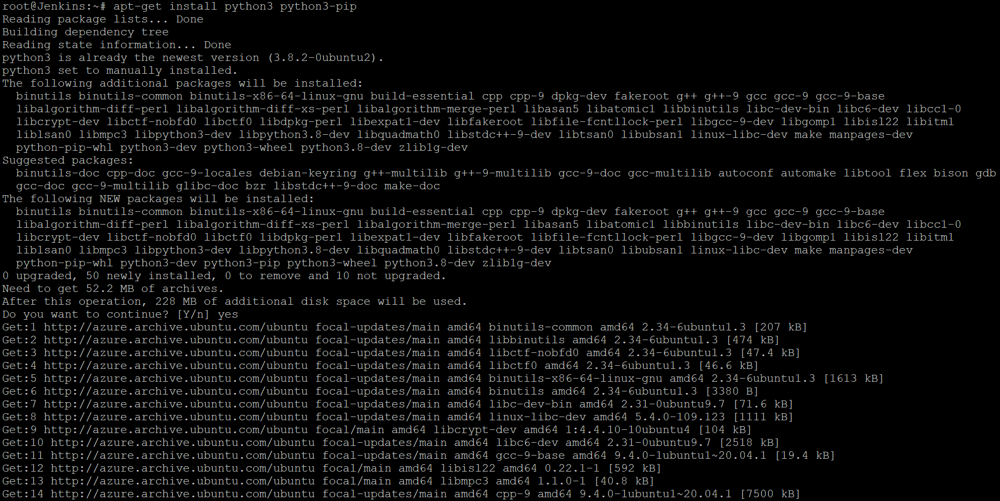 root@Jenkins:~# apt-get install python3 python3-pip
Reading package lists... Done
Building dependency tree
Reading state information... Done
python3 is already the newest version (3.8.2-0ubuntu2).
python3 set to manually installed.
The following additional packages will be installed:
  binutils binutils-common binutils-x86-64-linux-gnu build-essential cpp cpp-9 dpkg-dev fakeroot g++ g++-9 gcc gcc-9 gcc-9-base
  libalgorithm-diff-perl libalgorithm-diff-xs-perl libalgorithm-merge-perl libasan5 libatomic1 libbinutils libc-dev-bin libc6-dev libcc1-0
  libcrypt-dev libctf-nobfd0 libctf0 libdpkg-perl libexpat1-dev libfakeroot libfile-fcntllock-perl libgcc-9-dev libgomp1 libisl22 libitm1
  liblsan0 libmpc3 libpython3-dev libpython3.8-dev libquadmath0 libstdc++-9-dev libtsan0 libubsan1 linux-libc-dev make manpages-dev
  python-pip-whl python3-dev python3-wheel python3.8-dev zlib1g-dev
Suggested packages:
  binutils-doc cpp-doc gcc-9-locales debian-keyring g++-multilib g++-9-multilib gcc-9-doc gcc-multilib autoconf automake libtool flex bison gdb
  gcc-doc gcc-9-multilib glibc-doc bzr libstdc++-9-doc make-doc
The following NEW packages will be installed:
  binutils binutils-common binutils-x86-64-linux-gnu build-essential cpp cpp-9 dpkg-dev fakeroot g++ g++-9 gcc gcc-9 gcc-9-base
  libalgorithm-diff-perl libalgorithm-diff-xs-perl libalgorithm-merge-perl libasan5 libatomic1 libbinutils libc-dev-bin libc6-dev libcc1-0
  libcrypt-dev libctf-nobfd0 libctf0 libdpkg-perl libexpat1-dev libfakeroot libfile-fcntllock-perl libgcc-9-dev libgomp1 libisl22 libitm1
  liblsan0 libmpc3 libpython3-dev libpython3.8-dev libquadmath0 libstdc++-9-dev libtsan0 libubsan1 linux-libc-dev make manpages-dev
  python-pip-whl python3-dev python3-pip python3-wheel python3.8-dev zlib1g-dev
0 upgraded, 50 newly installed, 0 to remove and 10 not upgraded.
Need to get 52.2 MB of archives.
After this operation, 228 MB of additional disk space will be used.
Do you want to continue? [Y/n] yes
Get:1 http://azure.archive.ubuntu.com/ubuntu focal-updates/main amd64 binutils-common amd64 2.34-6ubuntu1.3 [207 kB]
Get:2 http://azure.archive.ubuntu.com/ubuntu focal-updates/main amd64 libbinutils amd64 2.34-6ubuntu1.3 [474 kB]
Get:3 http://azure.archive.ubuntu.com/ubuntu focal-updates/main amd64 libctf-nobfd0 amd64 2.34-6ubuntu1.3 [47.4 kB]
Get:4 http://azure.archive.ubuntu.com/ubuntu focal-updates/main amd64 libctf0 amd64 2.34-6ubuntu1.3 [46.6 kB]
Get:5 http://azure.archive.ubuntu.com/ubuntu focal-updates/main amd64 binutils-x86-64-linux-gnu amd64 2.34-6ubuntu1.3 [1613 kB]
Get:6 http://azure.archive.ubuntu.com/ubuntu focal-updates/main amd64 binutils amd64 2.34-6ubuntu1.3 [3380 B]
Get:7 http://azure.archive.ubuntu.com/ubuntu focal-updates/main amd64 libc-dev-bin amd64 2.31-0ubuntu9.7 [71.6 kB]
Get:8 http://azure.archive.ubuntu.com/ubuntu focal-updates/main amd64 linux-libc-dev amd64 5.4.0-109.123 [1111 kB]
Get:9 http://azure.archive.ubuntu.com/ubuntu focal/main amd64 libcrypt-dev amd64 1:4.4.10-10ubuntu4 [104 kB]
Get:10 http://azure.archive.ubuntu.com/ubuntu focal-updates/main amd64 libc6-dev amd64 2.31-0ubuntu9.7 [2518 kB]
Get:11 http://azure.archive.ubuntu.com/ubuntu focal-updates/main amd64 gcc-9-base amd64 9.4.0-1ubuntu1~20.04.1 [19.4 kB]
Get:12 http://azure.archive.ubuntu.com/ubuntu focal/main amd64 libisl22 amd64 0.22.1-1 [592 kB]
Get:13 http://azure.archive.ubuntu.com/ubuntu focal/main amd64 libmpc3 amd64 1.1.0-1 [40.8 kB]
Get:14 http://azure.archive.ubuntu.com/ubuntu focal-updates/main amd64 cpp-9 amd64 9.4.0-1ubuntu1~20.04.1 [7500 kB]